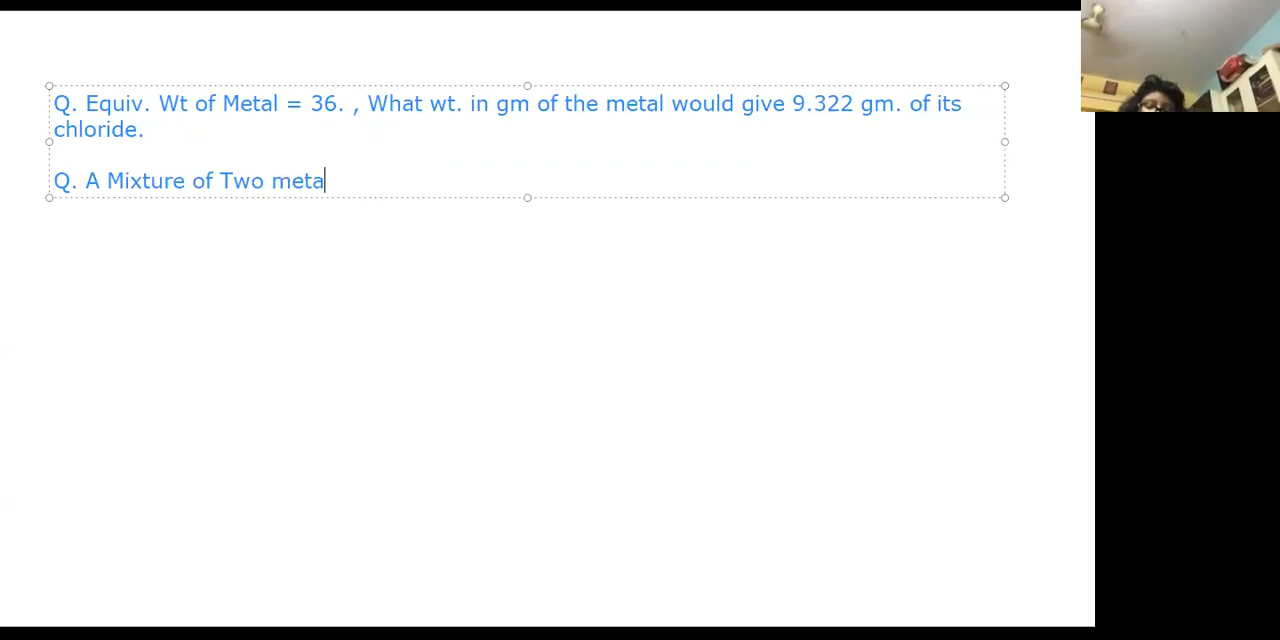 Q. Equiv. Wt of Metal = 36. , What wt. in gm of the metal would give 9.322 gm. of its
chloride.
Q. A Mixture of Two meta